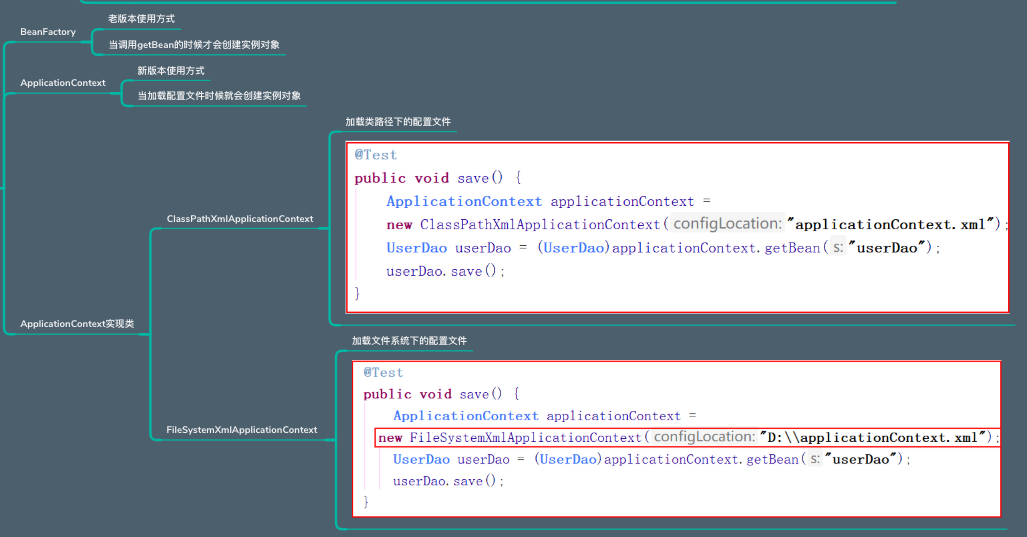 BeanFactory
老版本使用方式
当调用getBean的时候才会创建实例对象
ApplicationContext
新版本使用方式
当加载配置文件时候就会创建实例对象
ApplicationContext实现类
ClassPathXmlApplicationContext
加载类路径下的配置文件
@Test
public void save() {
ApplicationContext applicationContext =
new ClassPathXmlApplicationContext( configLocation: "applicationContext.xml");
UserDao userDao = (UserDao)applicationContext.getBean( s: "userDao");
userDao.save();
}
FileSystemXmlApplicationContext
加载文件系统下的配置文件
@Test
public void save() {
ApplicationContext applicationContext =
new FileSystemXmlApplicationContext( configLocation: "D:\\applicationContext.xml");
UserDao userDao = (UserDao)applicationContext.getBean( s: "userDao");
userDao.save();
}